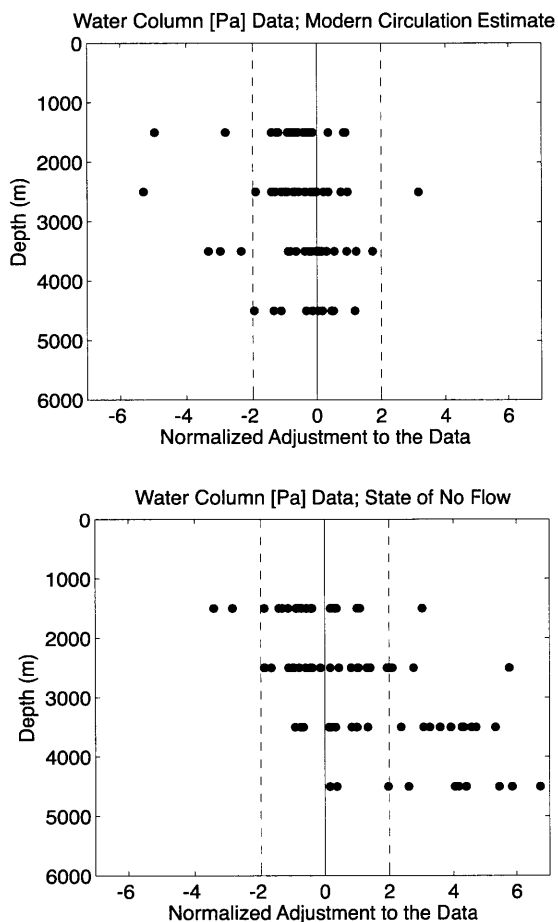 Water Column [Pa] Data; Modern Circulation Estimate
0
1000
2000
3000
4000
5000
6000
Depth (m)
-6 -4 -2 0 2 4 6
Normalized Adjustment to the Data
Water Column [Pa] Data; State of No Flow
0
1000
2000
3000
4000
5000
6000
Depth (m)
-6 -4 -2 0 2 4 6
Normalized Adjustment to the Data